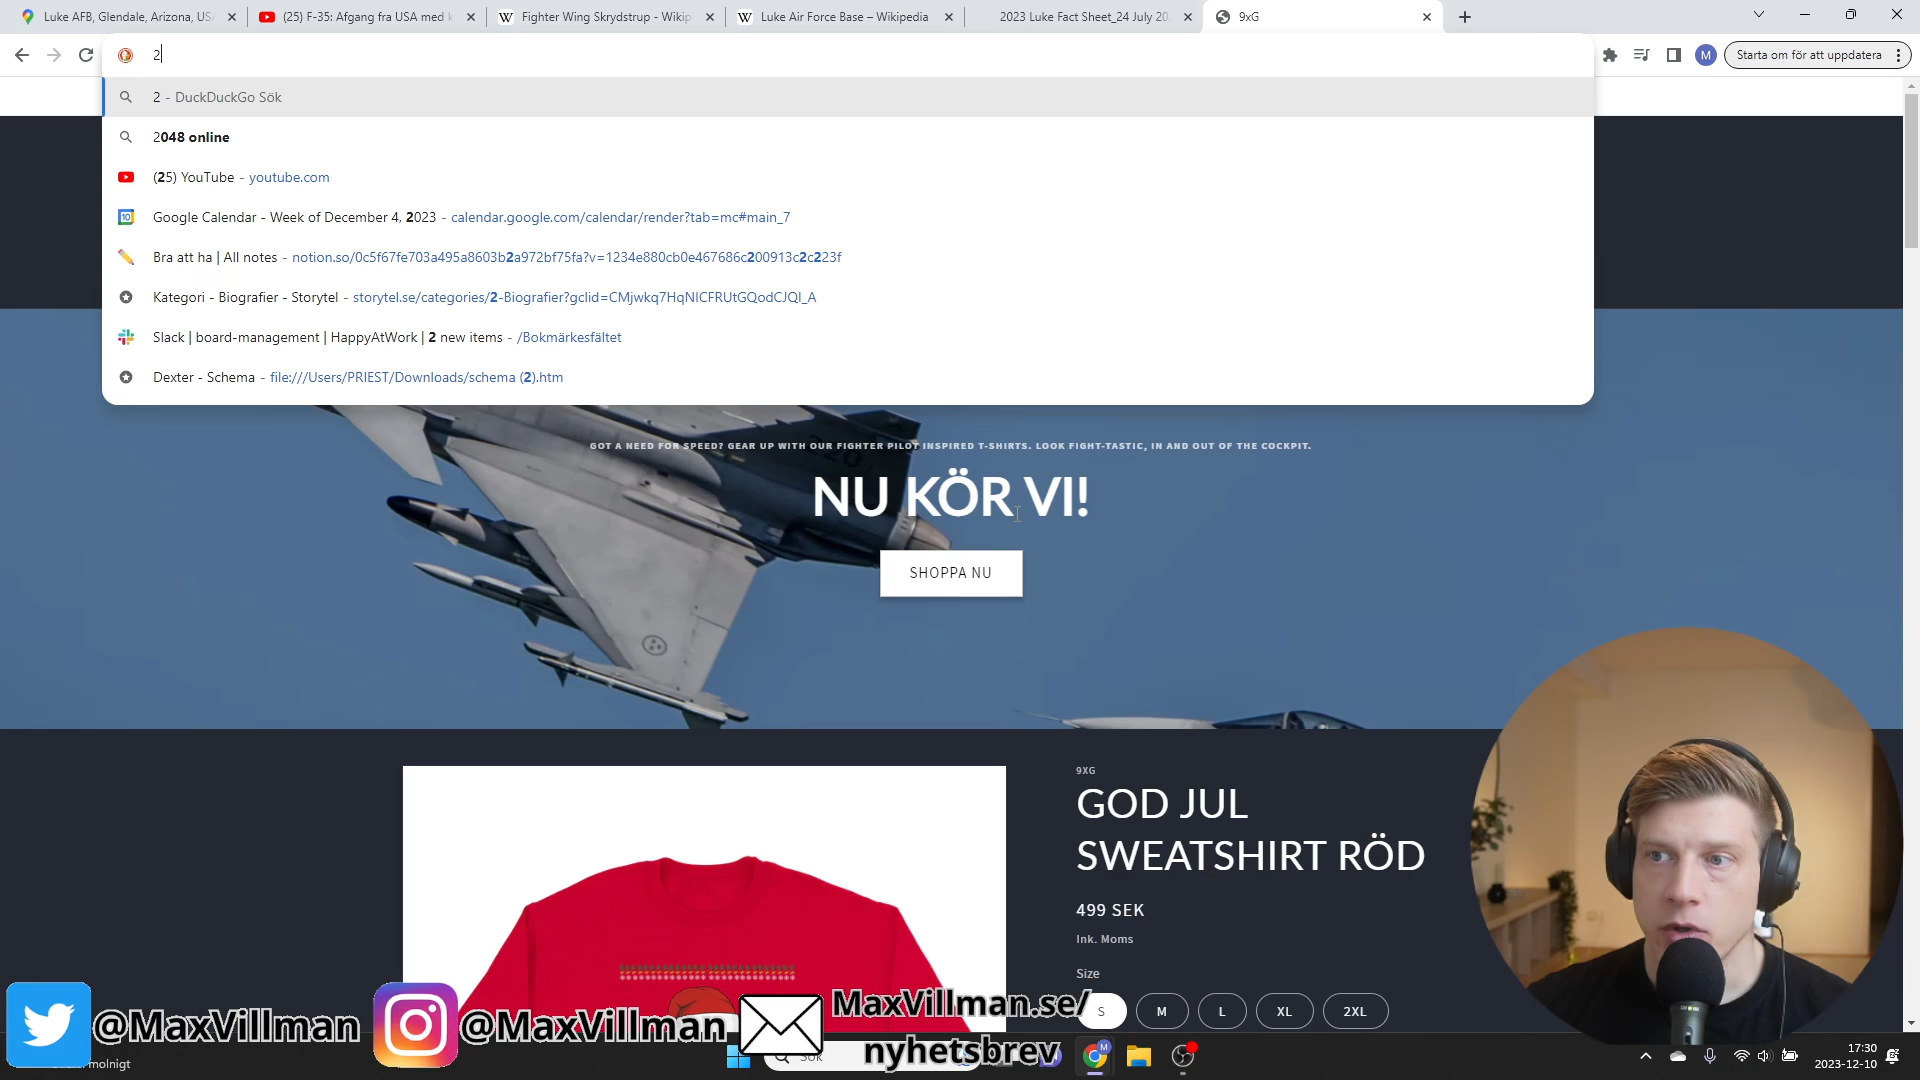 Luke AFB, Glendale, Arizona, USA
(25) F-35: Afgang fra USA med k
Fighter Wing Skrydstrup - Wikip
Luke Air Force Base – Wikipedia
2023 Luke Fact Sheet_24 July 20
9xG
2
M
Starta om för att uppdatera
2 - DuckDuckGo Sök
2048 online
(25) YouTube - youtube.com
Google Calendar - Week of December 4, 2023 - calendar.google.com/calendar/render?tab=mc#main_7
Bra att ha | All notes - notion.so/0c5f67fe703a495a8603b2a972bf75fa?v=1234e880cb0e467686c200913c2c223f
Kategori - Biografier - Storytel - storytel.se/categories/2-Biografier?gclid=CMjwkq7HqNICFRUtGQodCJQI_A
Slack | board-management | HappyAtWork | 2 new items - /Bokmärkesfältet
Dexter - Schema - file:///Users/PRIEST/Downloads/schema (2).htm
GOT A NEED FOR SPEED? GEAR UP WITH OUR FIGHTER PILOT INSPIRED T-SHIRTS. LOOK FIGHT-TASTIC, IN AND OUT OF THE COCKPIT.
NU KÖR VI!
SHOPPA NU
9XG
GOD JUL
SWEATSHIRT RÖD
499 SEK
Ink. Moms
Size
S
M
L
XL
2XL
@MaxVillman
@MaxVillman
MaxVillman.se/
nyhetsbrev
molnigt
Sök
M
17:30
2023-12-10